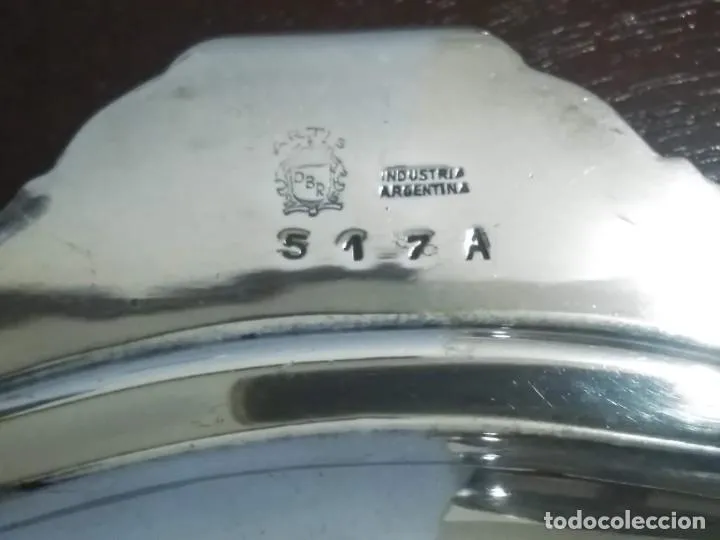 DBR
INDUSTRIA
ARGENTINA
517A
todocoleccion